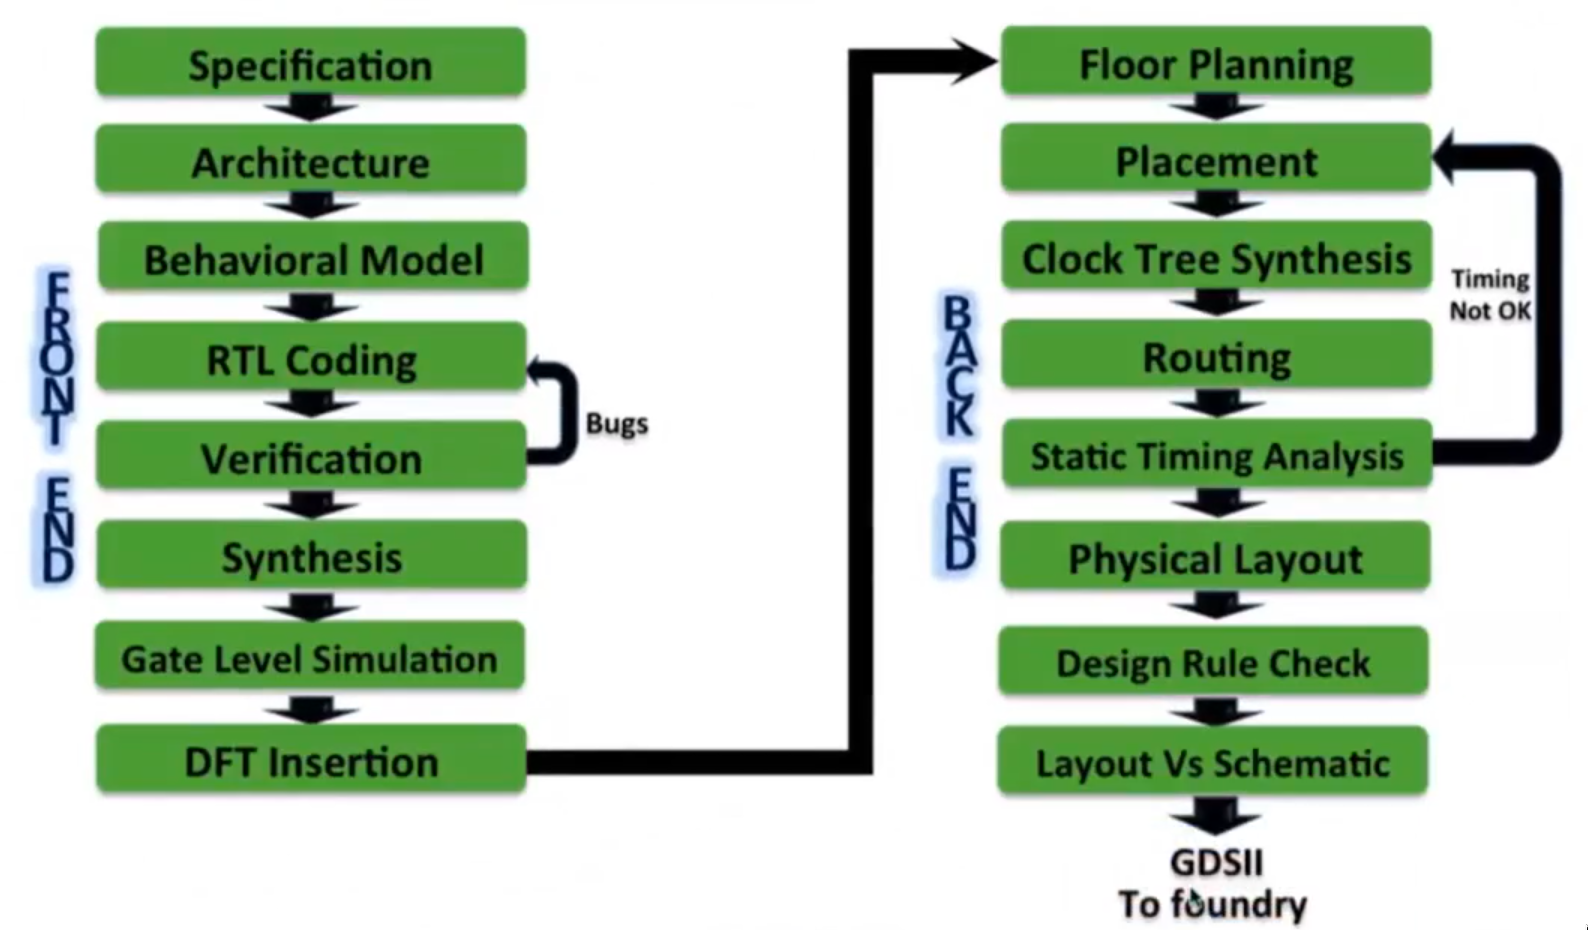 Specification
Architecture
Behavioral Model
RTL Coding
Bugs
Verification
Synthesis
Gate Level Simulation
DFT Insertion
FRONT END
Floor Planning
Placement
Clock Tree Synthesis
Timing
Not OK
Routing
Static Timing Analysis
Physical Layout
Design Rule Check
Layout Vs Schematic
GDSII
To foundry
BACK END